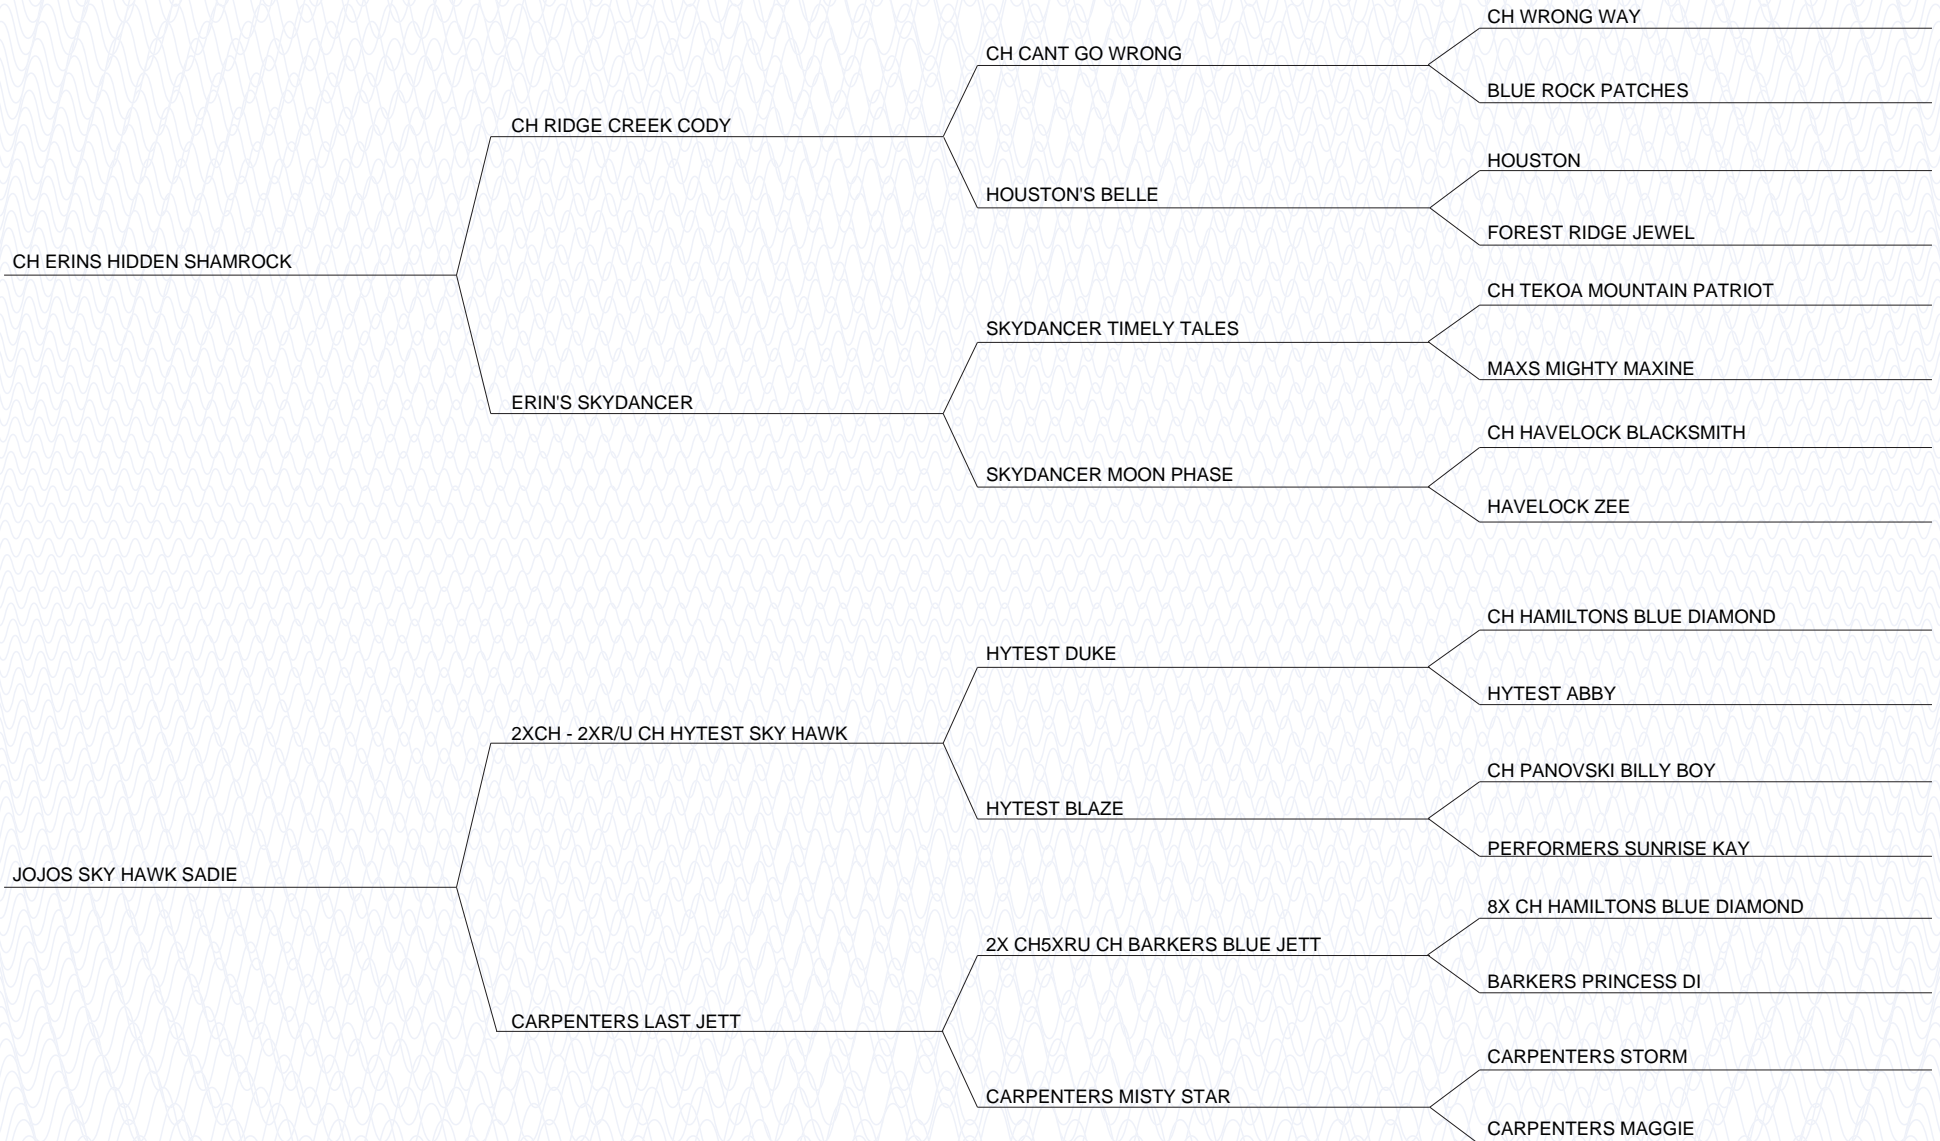 CH WRONG WAY
CH CANT GO WRONG
BLUE ROCK PATCHES
CH RIDGE CREEK CODY
HOUSTON
HOUSTON'S BELLE
FOREST RIDGE JEWEL
CH ERINS HIDDEN SHAMROCK
CH TEKOA MOUNTAIN PATRIOT
SKYDANCER TIMELY TALES
MAXS MIGHTY MAXINE
ERIN'S SKYDANCER
CH HAVELOCK BLACKSMITH
SKYDANCER MOON PHASE
HAVELOCK ZEE
CH HAMILTONS BLUE DIAMOND
HYTEST DUKE
HYTEST ABBY
2XCH - 2XR/U CH HYTEST SKY HAWK
CH PANOVSKI BILLY BOY
HYTEST BLAZE
PERFORMERS SUNRISE KAY
JOJOS SKY HAWK SADIE
8X CH HAMILTONS BLUE DIAMOND
2X CH5XRU CH BARKERS BLUE JETT
BARKERS PRINCESS DI
CARPENTERS LAST JETT
CARPENTERS STORM
CARPENTERS MISTY STAR
CARPENTERS MAGGIE